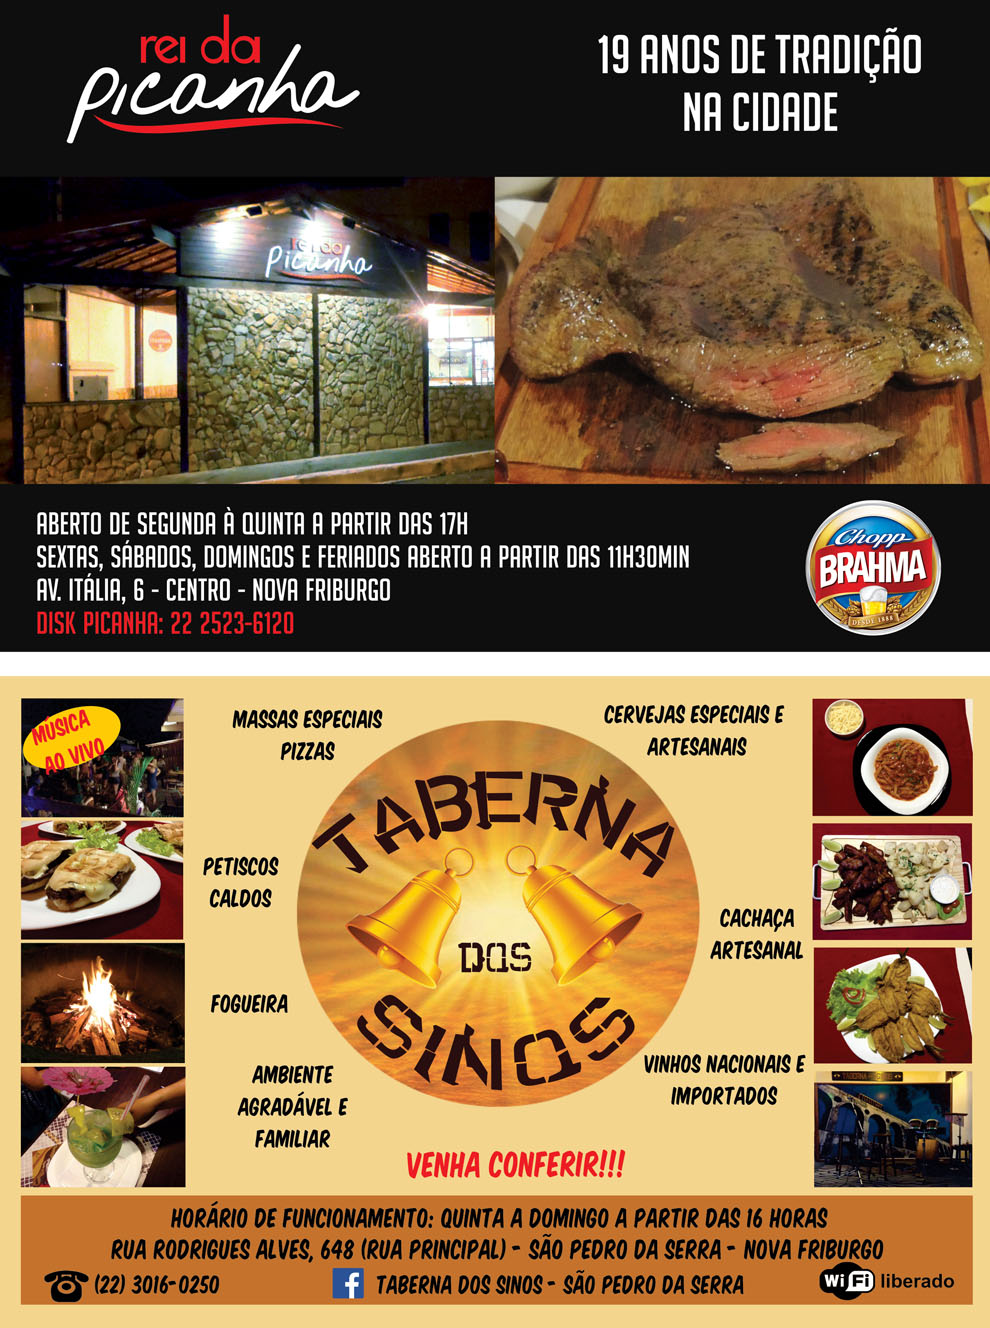 rei da
picanha
19 ANOS DE TRADIÇÃO
NA CIDADE
rei da
picanha
ABERTO DE SEGUNDA À QUINTA A PARTIR DAS 17H
SEXTAS, SÁBADOS, DOMINGOS E FERIADOS ABERTO A PARTIR DAS 11H30MIN
AV. ITÁLIA, 6 - CENTRO - NOVA FRIBURGO
DISK PICANHA: 22 2523-6120
Chopp
BRAHMA
DESDE 1888
MÚSICA
AO VIVO
MASSAS ESPECIAIS
PIZZAS
CERVEJAS ESPECIAIS E
ARTESANAIS
TABERNA
DOS
SINOS
PETISCOS
CALDOS
CACHAÇA
ARTESANAL
FOGUEIRA
VINHOS NACIONAIS E
IMPORTADOS
AMBIENTE
AGRADÁVEL E
FAMILIAR
VENHA CONFERIR!!!
HORÁRIO DE FUNCIONAMENTO: QUINTA A DOMINGO A PARTIR DAS 16 HORAS
RUA RODRIGUES ALVES, 648 (RUA PRINCIPAL) - SÃO PEDRO DA SERRA - NOVA FRIBURGO
(22) 3016-0250
f TABERNA DOS SINOS - SÃO PEDRO DA SERRA
WiFi liberado